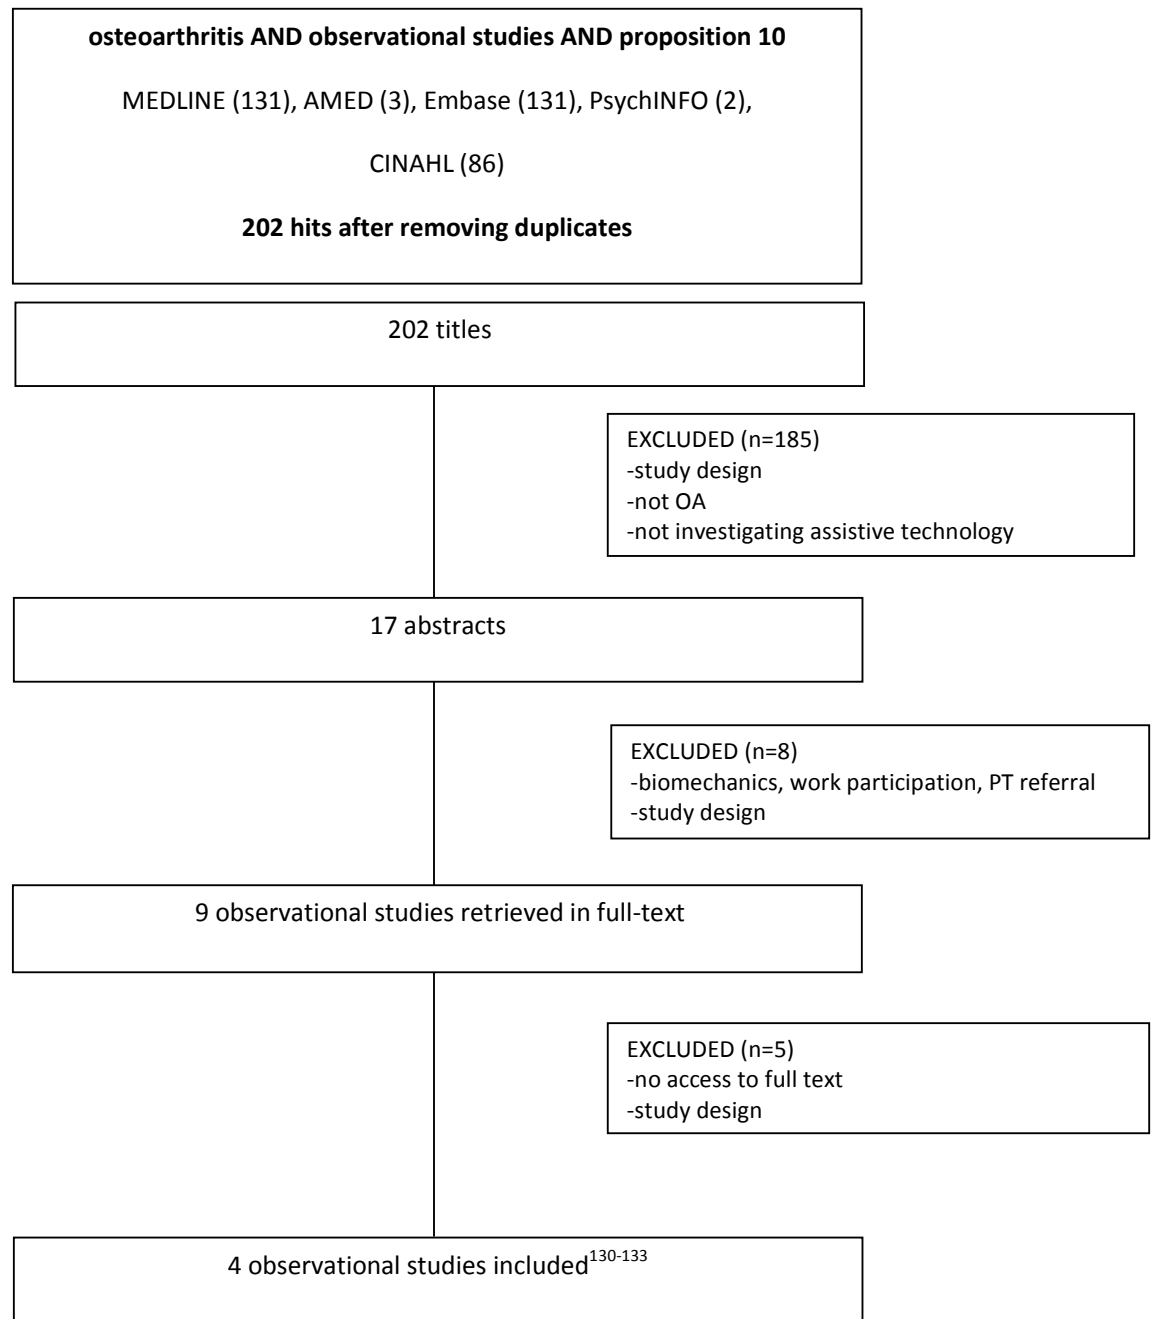 osteoarthritis AND observational studies AND proposition 10
MEDLINE (131), AMED (3), Embase (131), PsychINFO (2),
CINAHL (86)
202 hits after removing duplicates
202 titles
EXCLUDED (n=185)
-study design
-not OA
-not investigating assistive technology
17 abstracts
EXCLUDED (n=8)
-biomechanics, work participation, PT referral
-study design
9 observational studies retrieved in full-text
EXCLUDED (n=5)
-no access to full text
-study design
4 observational studies included130-133